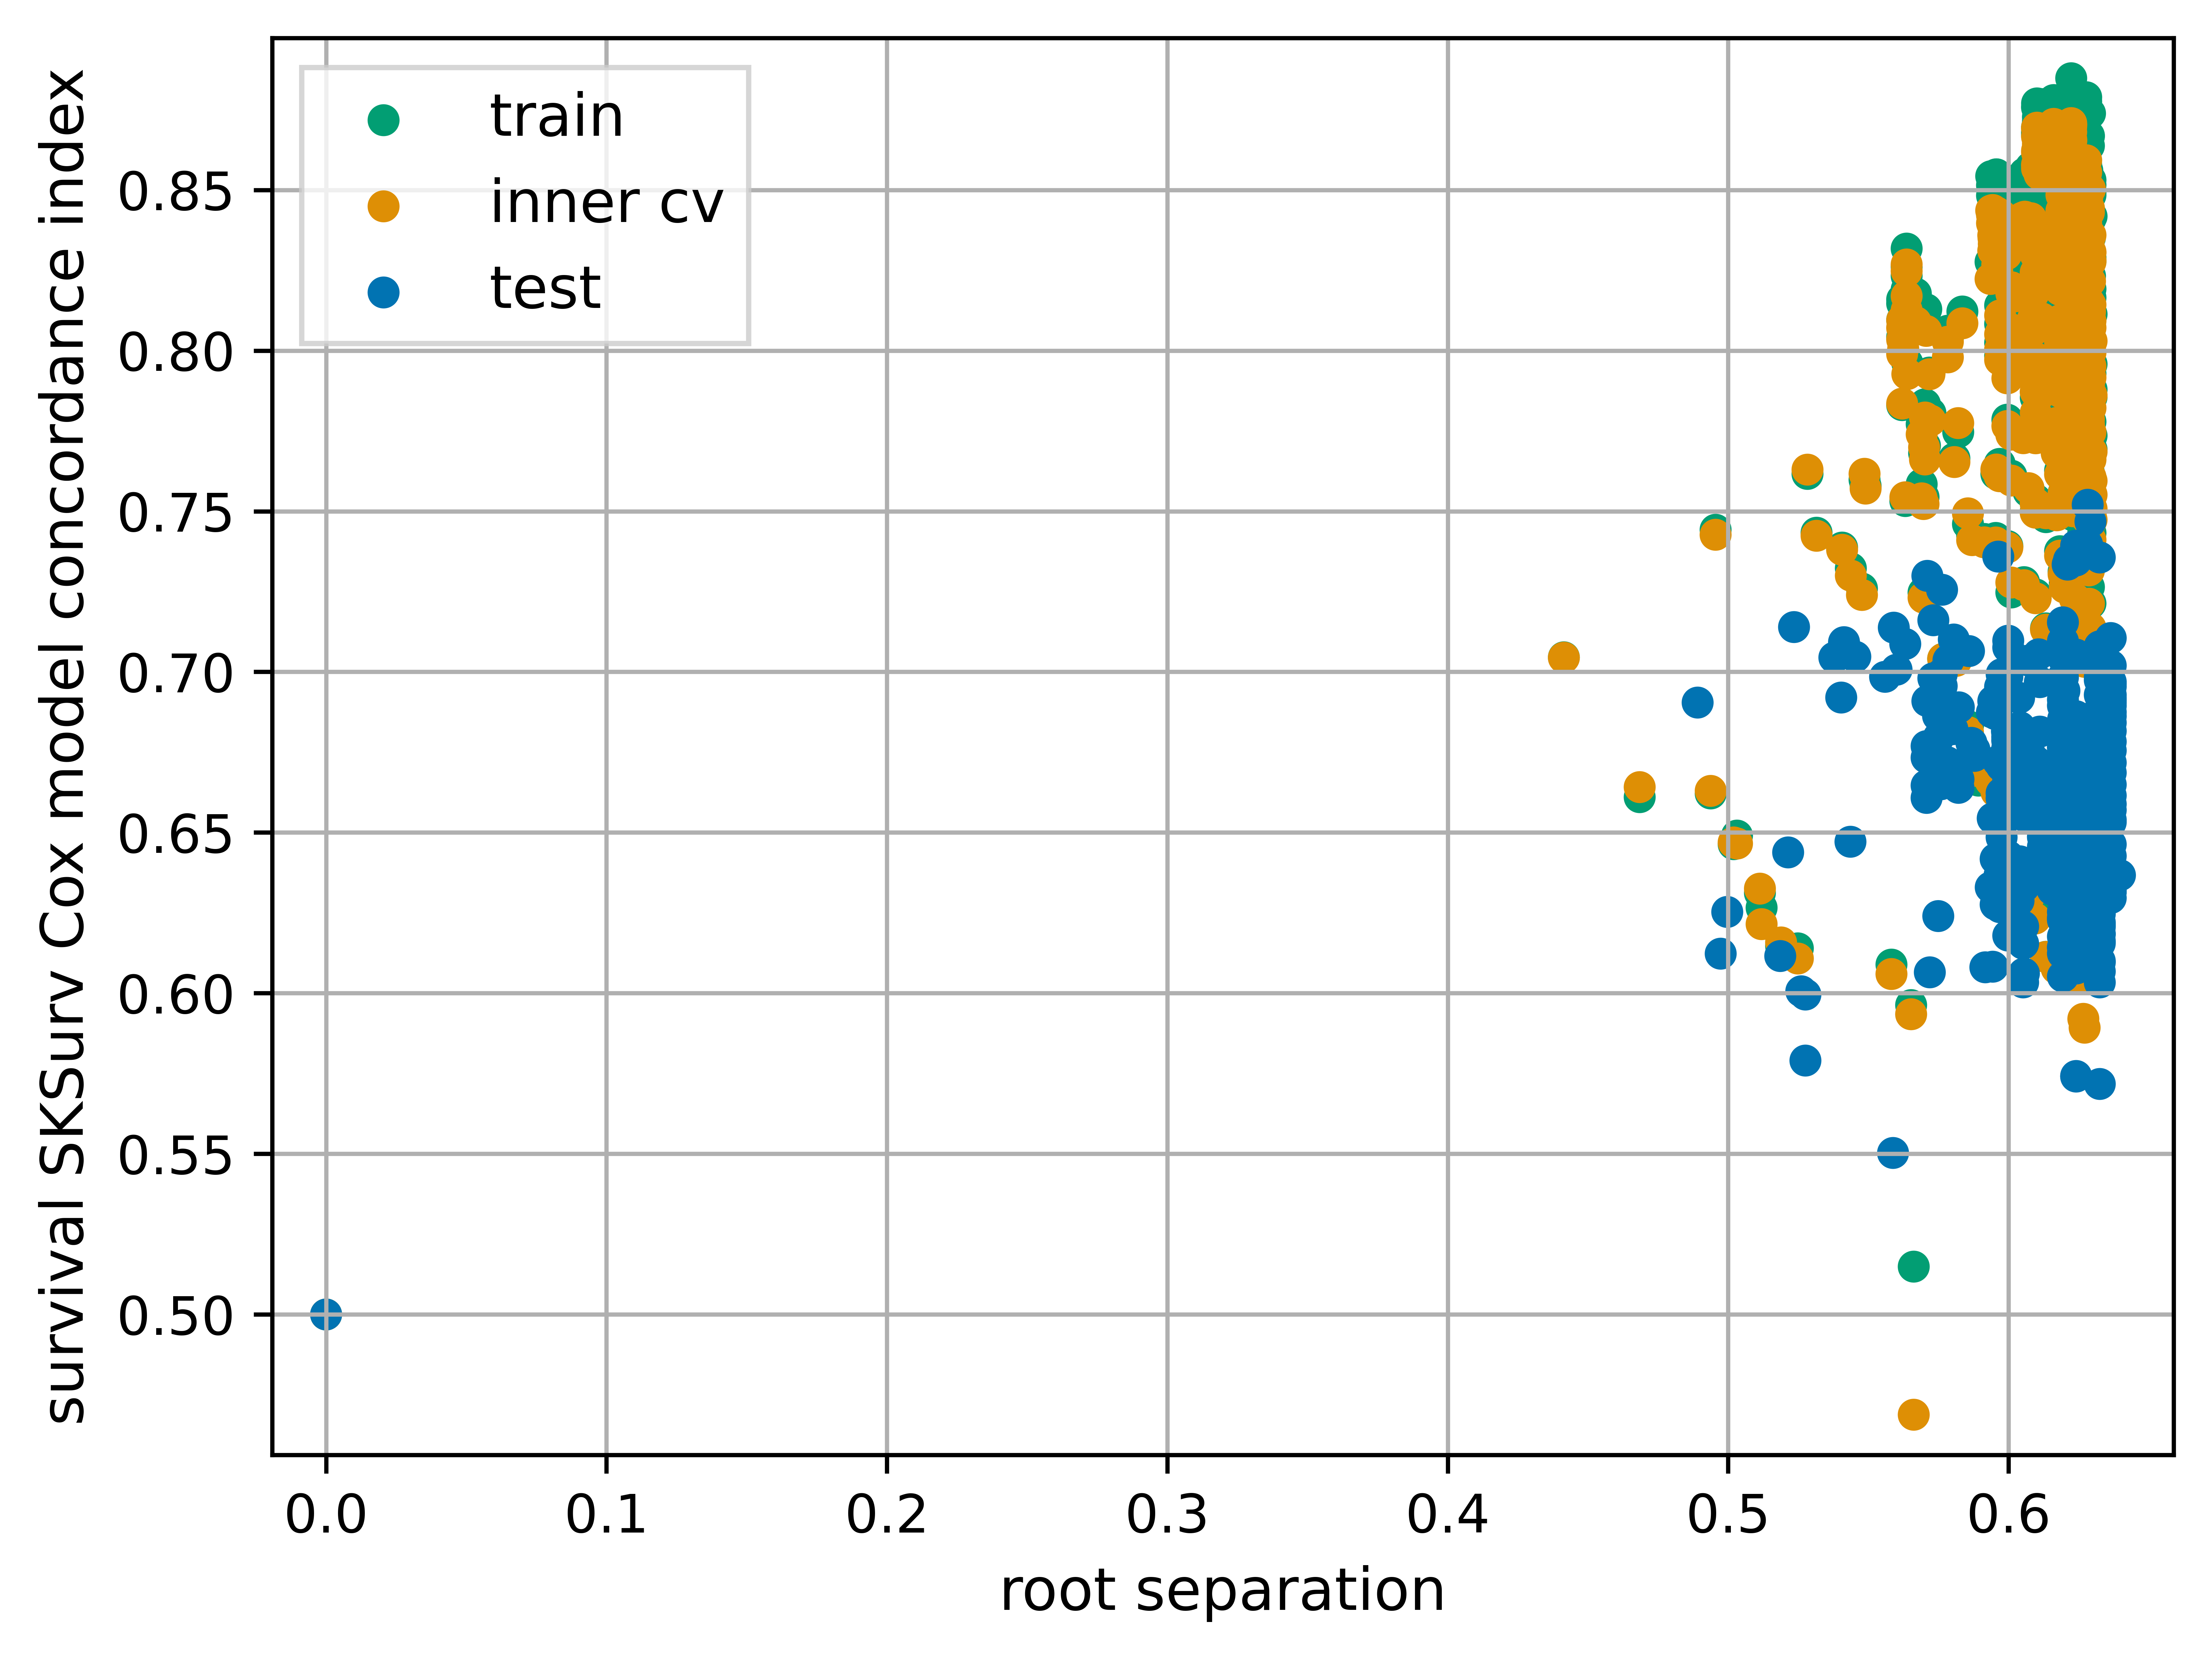 survival SKSurv Cox model concordance index
train
inner cv
test
0.85
0.80
0.75
0.70
0.65
0.60
0.55
0.50
0.0 0.1 0.2 0.3 0.4 0.5 0.6
root separation